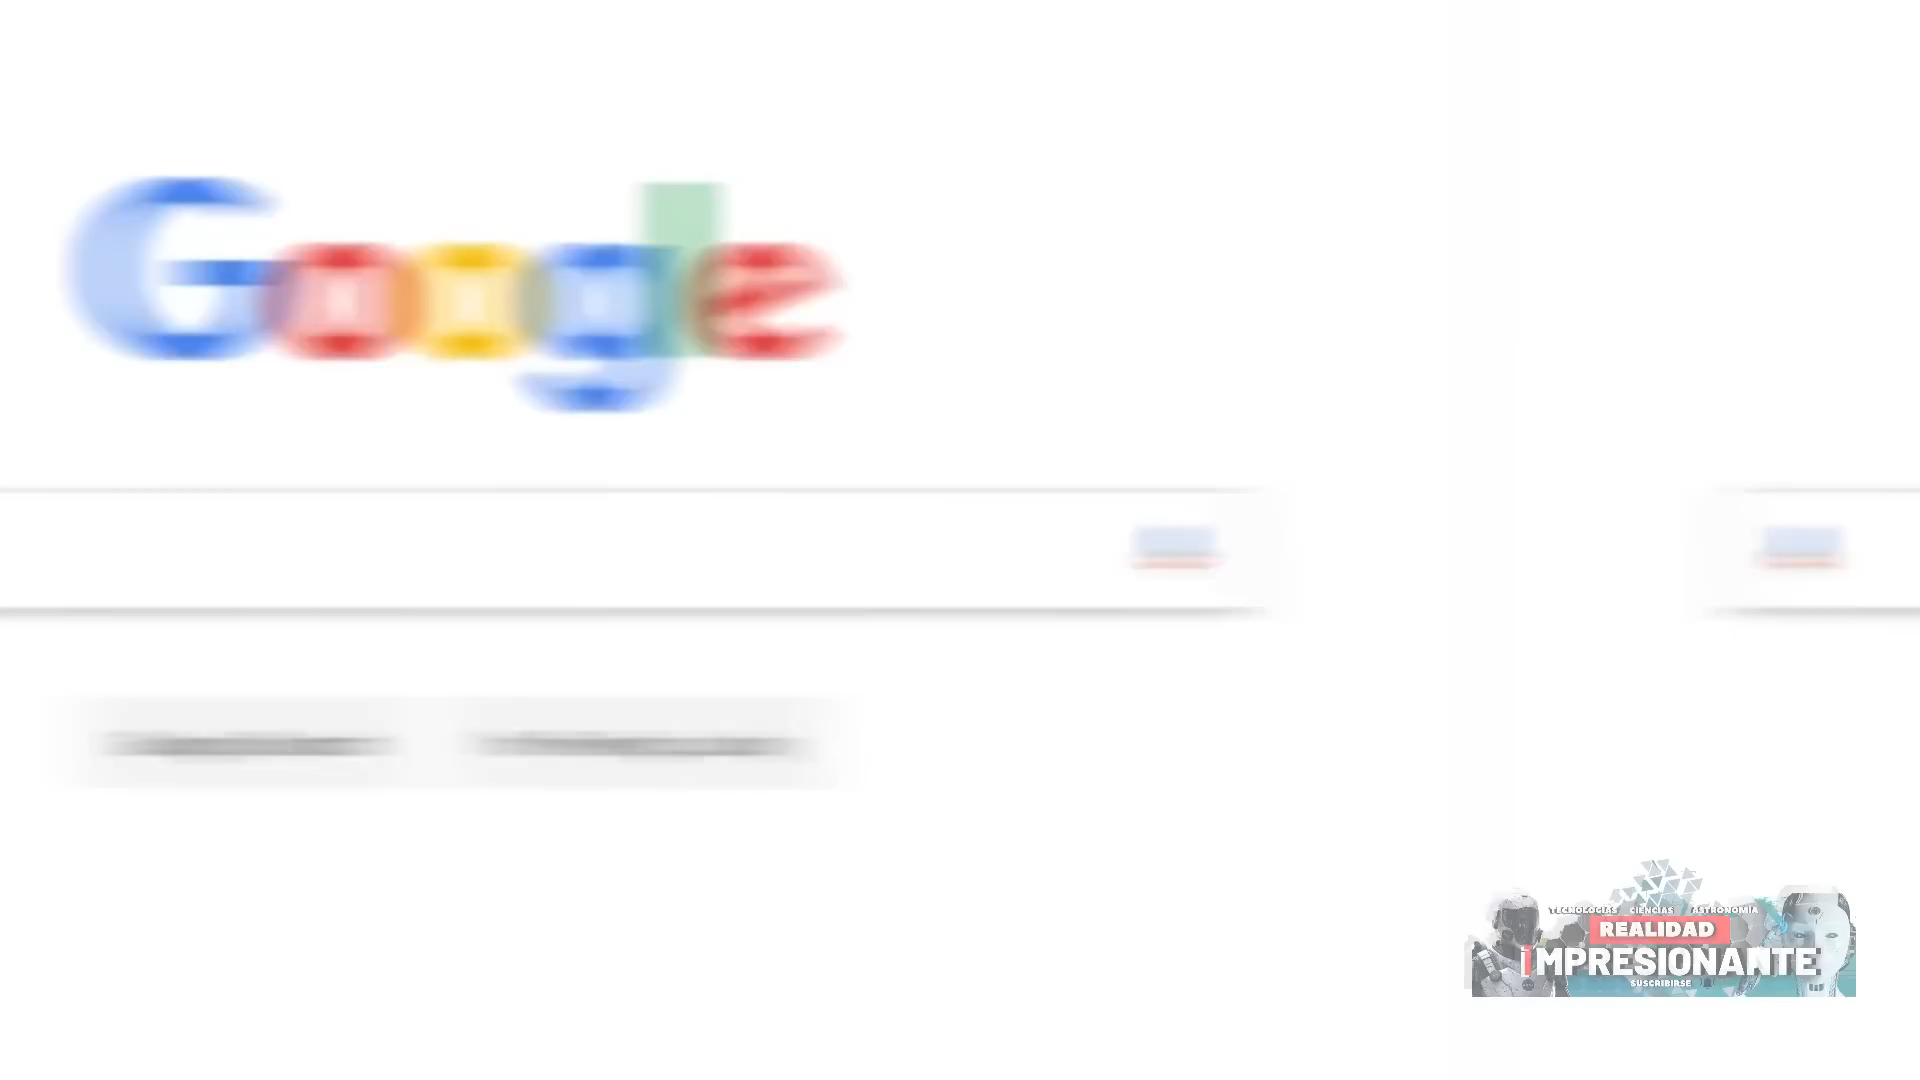 Google
TECNOLOGÍAS CIENCIAS ASTRONOMÍA
REALIDAD
iMPRESIONANTE
SUSCRIBIRSE